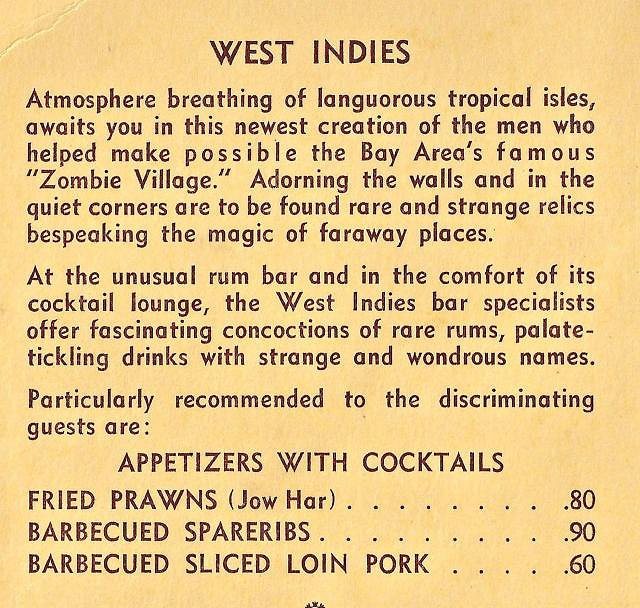 WEST INDIES
Atmosphere breathing of languorous tropical isles,
awaits you in this newest creation of the men who
helped make possible the Bay Area's famous
"Zombie Village." Adorning the walls and in the
quiet corners are to be found rare and strange relics
bespeaking the magic of faraway places.
At the unusual rum bar and in the comfort of its
cocktail lounge, the West Indies bar specialists
offer fascinating concoctions of rare rums, palate-
tickling drinks with strange and wondrous names.
Particularly recommended to the discriminating
guests are:
APPETIZERS WITH COCKTAILS
FRIED PRAWNS (Jow Har) . . . . . . . . .80
BARBECUED SPARERIBS . . . . . . . . . .90
BARBECUED SLICED LOIN PORK . . . . .60